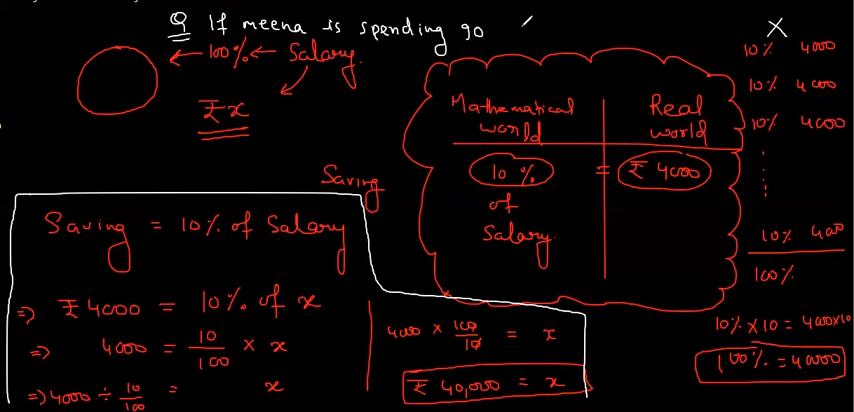 Q If meena is spending 90
100% ← Salary
₹ x
Mathematical world
Real world
10 % = ₹ 4000
of
Salary
Saving
Saving = 10% of Salary
⇒ ₹ 4000 = 10% of x
⇒ 4000 = 10/100 × x
⇒ 4000 ÷ 10/100 = x
4000 × 100/10 = x
₹ 40,000 = x
X
10% 4000
10% 4000
10% 4000
10% 4000
100%
10% × 10 = 4000×10
100% = 40000